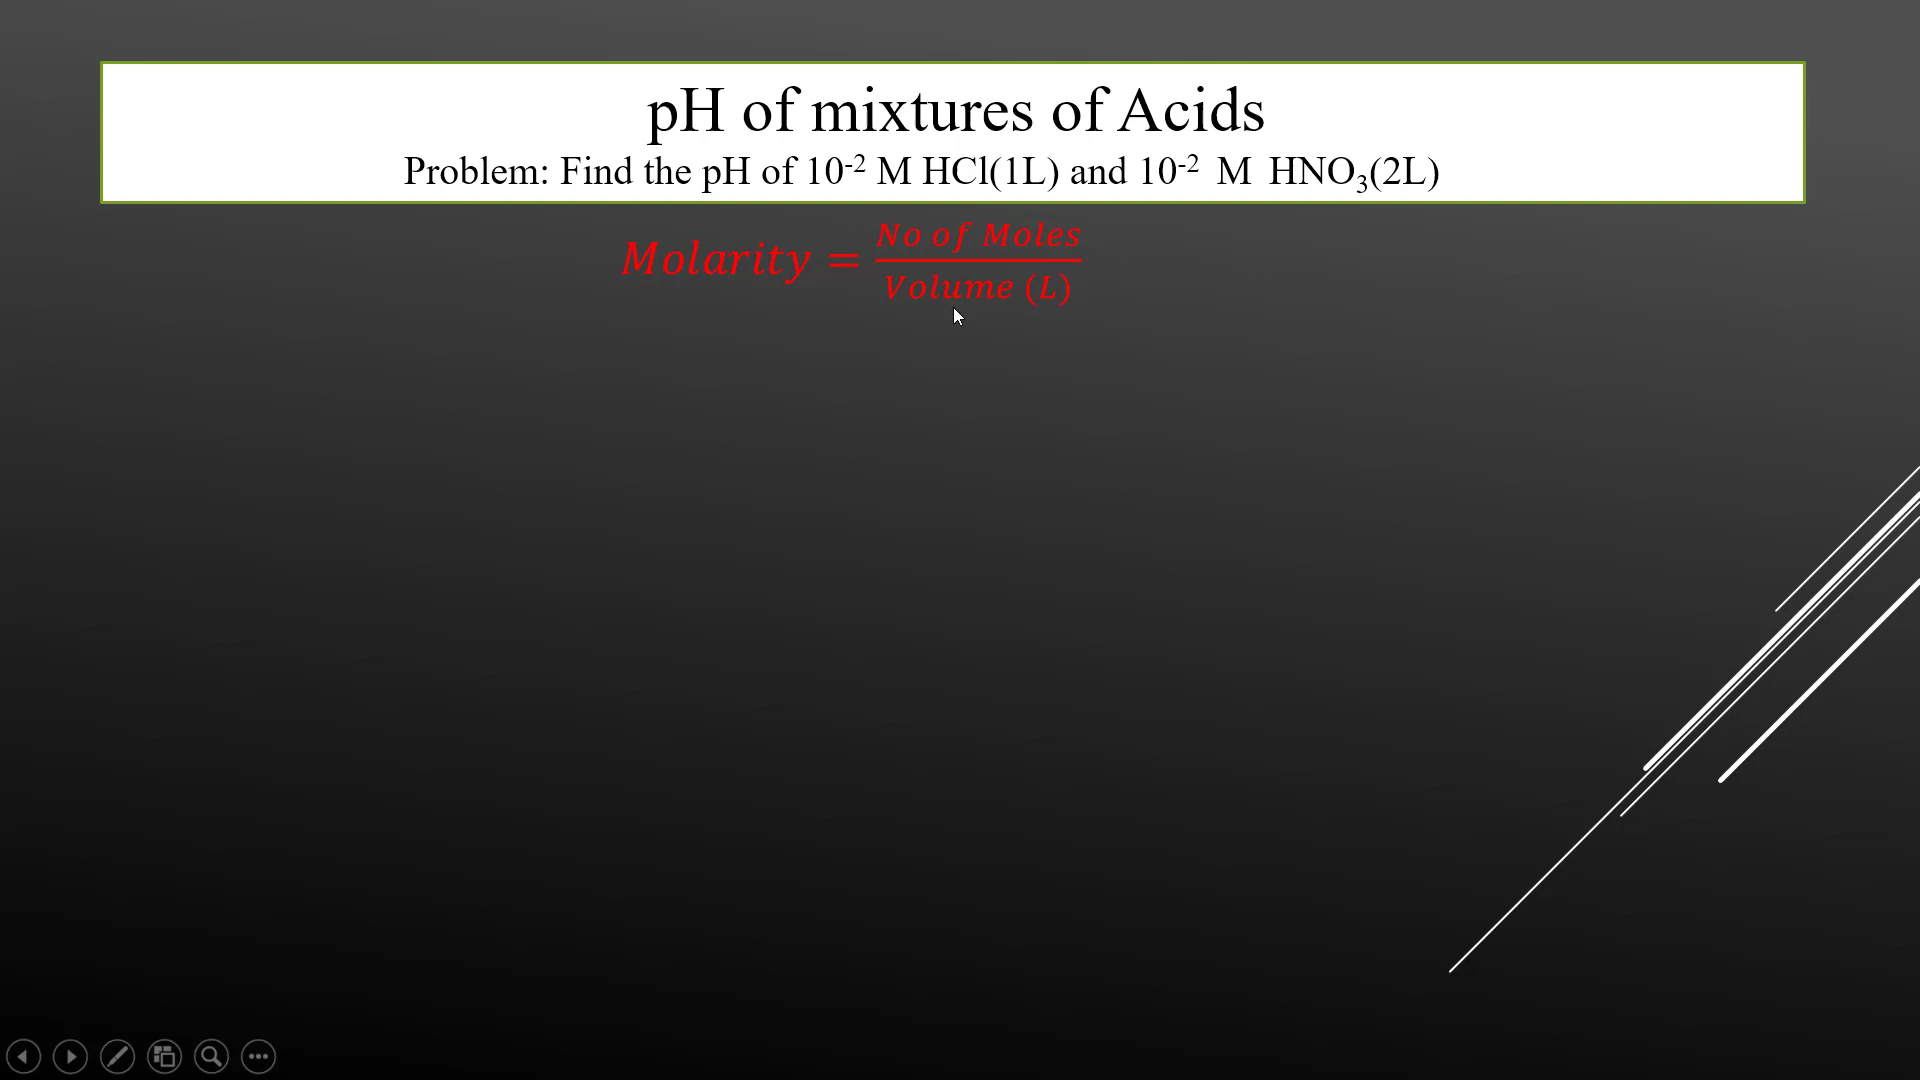 pH of mixtures of Acids
Problem: Find the pH of 10⁻² M HCl(1L) and 10⁻² M HNO₃(2L)
Molarity = No of Moles / Volume (L)